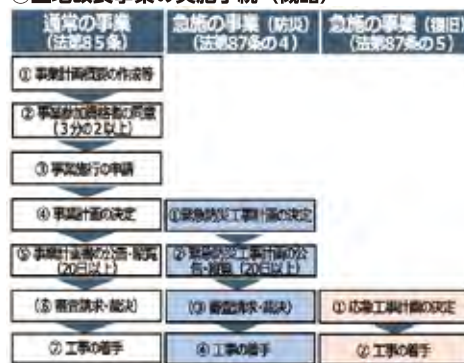 ○土地改良事業の実施手続(概略)
通常の事業
(法第85条)
急施の事業(防災)
(法第87条の4)
急施の事業(復旧)
(法第87条の5)
① 事業計画概要の作成等
② 事業参加資格者の同意
(3分の2以上)
③ 事業施行の申請
④ 事業計画の決定
①緊急防災工事計画の決定
⑤ 事業計画書の公告・縦覧
(20日以上)
② 緊急防災工事計画の公
告・縦覧(20日以上)
(⑥ 審査請求・裁決)
(③ 審査請求・裁決)
① 応急工事計画の決定
⑦ 工事の着手
④ 工事の着手
② 工事の着手